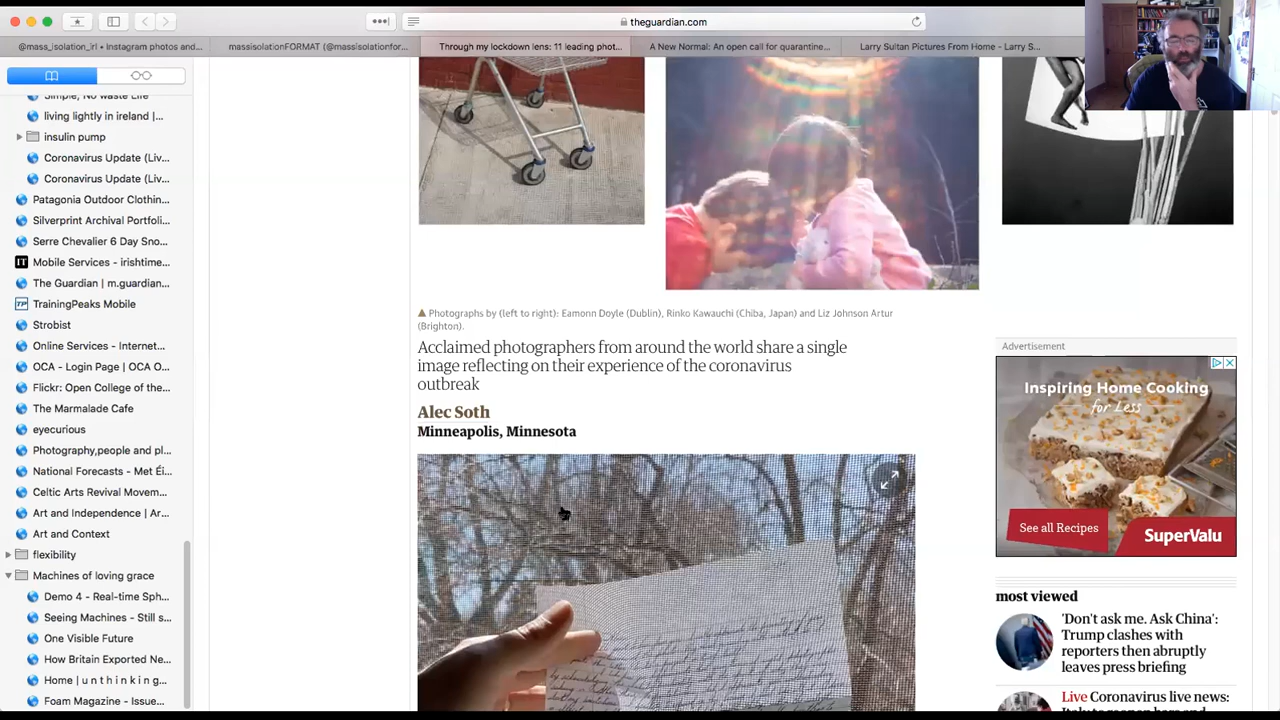 theguardian.com
@mass_isolation_irl • Instagram photos and...
massisolationFORMAT (@massisolationfor...
Through my lockdown lens: 11 leading phot...
A New Normal: An open call for quarantine...
Larry Sultan Pictures From Home - Larry S...
Simple, No waste Life
living lightly in ireland |...
insulin pump
Coronavirus Update (Liv...
Coronavirus Update (Liv...
Patagonia Outdoor Clothin...
Silverprint Archival Portfoli...
Serre Chevalier 6 Day Sno...
IT Mobile Services - irishtime...
The Guardian | m.guardian...
TP TrainingPeaks Mobile
Strobist
Online Services - Internet...
OCA - Login Page | OCA O...
Flickr: Open College of the...
The Marmalade Cafe
eyecurious
Photography,people and pl...
National Forecasts - Met Éi...
Celtic Arts Revival Movem...
Art and Independence | Ar...
Art and Context
flexibility
Machines of loving grace
Demo 4 - Real-time Sph...
Seeing Machines - Still s...
One Visible Future
How Britain Exported Ne...
Home | u n t h i n k i n g...
Foam Magazine - Issue...
▲ Photographs by (left to right): Eamonn Doyle (Dublin), Rinko Kawauchi (Chiba, Japan) and Liz Johnson Artur
(Brighton).
Acclaimed photographers from around the world share a single
image reflecting on their experience of the coronavirus
outbreak
Alec Soth
Minneapolis, Minnesota
Advertisement
Inspiring Home Cooking
for Less
See all Recipes
SuperValu
most viewed
'Don't ask me. Ask China':
Trump clashes with
reporters then abruptly
leaves press briefing
Live Coronavirus live news: